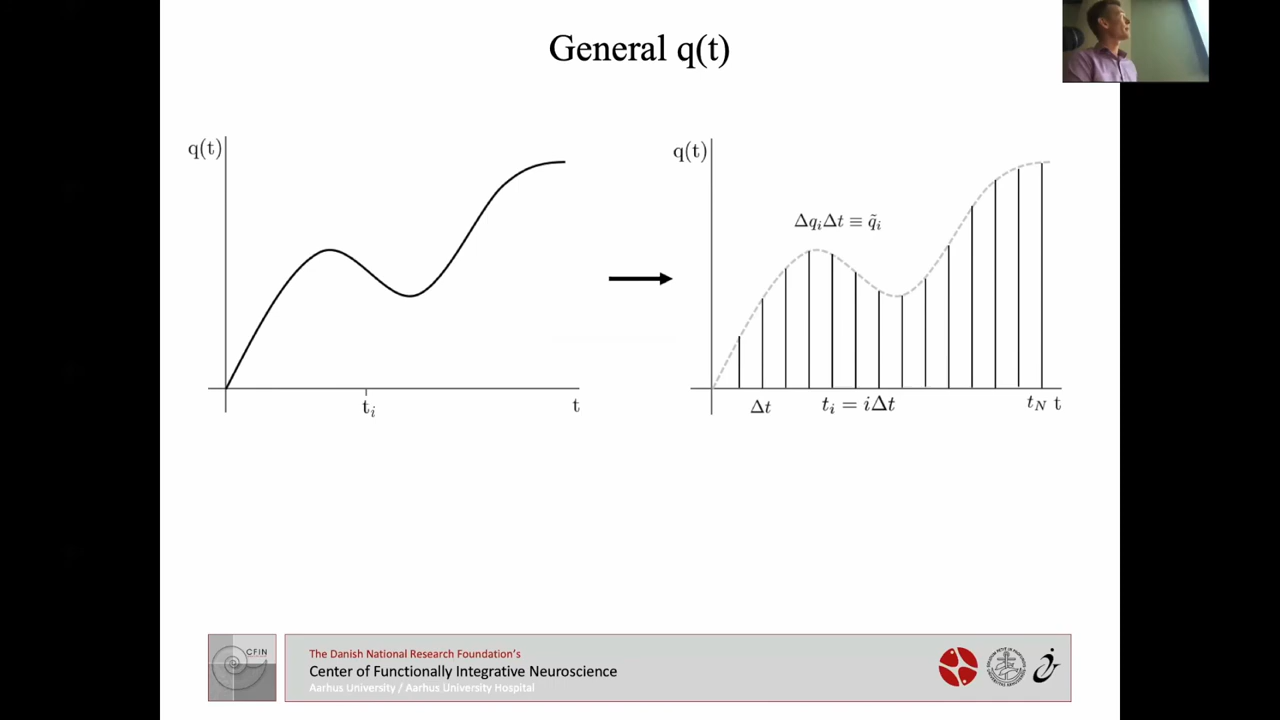 General q(t)
q(t)
t_i
t
q(t)
Δq_iΔt ≡ q̃_i
Δt
t_i = iΔt
t_N t
CFIN
The Danish National Research Foundation's
Center of Functionally Integrative Neuroscience
Aarhus University / Aarhus University Hospital